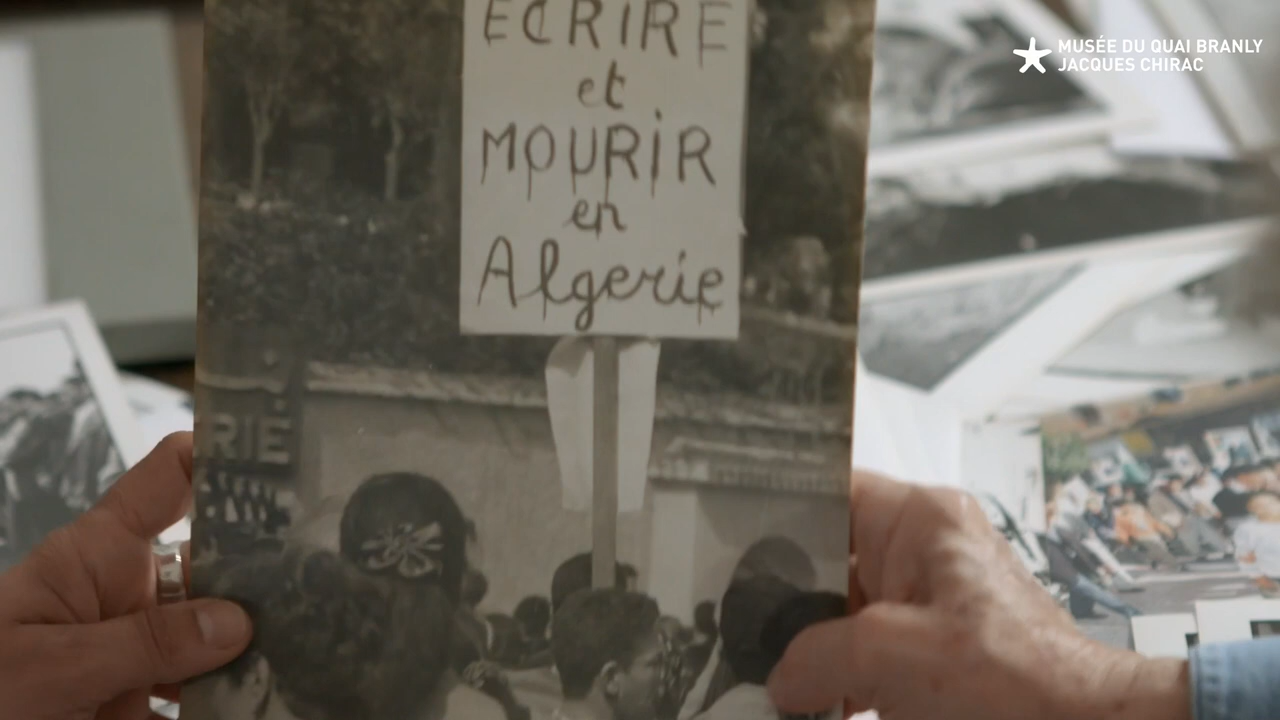 ECRIRE
et
MOURIR
en
Algerie
RIE
MUSÉE DU QUAI BRANLY
JACQUES CHIRAC